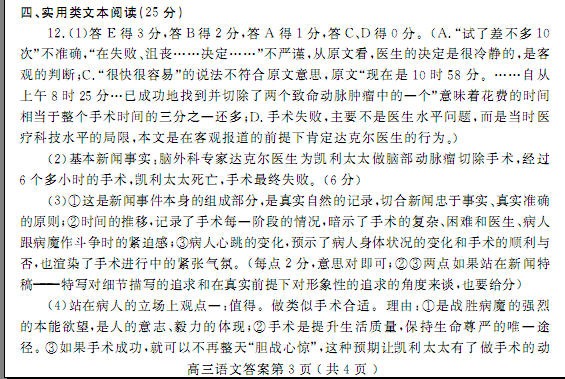 四、实用类文本阅读(25分)
12.(1)答E得3分,答B得2分,答A得1分,答C、D得0分。(A.“试了差不多10
次”不准确,“在失败、沮丧……决定……”不严谨,从原文看,医生的决定是很冷静的,是客
观的判断;C.“很快很容易”的说法不符合原文意思,原文“现在是10时58分。……自从
上午8时25分…已成功地找到并切除了两个致命动脉肿瘤中的一个”意味着花费的时间
相当于整个手术时间的三分之一还多;D.手术失败,主要不是医生水平问题,而是当时医
疗科技水平的局限,本文是在客观报道的前提下肯定达克尔医生的行为。)
(2)基本新闻事实:脑外科专家达克尔医生为凯利太太做脑部动脉瘤切除手术,经过
6个多小时的手术,凯利太太死亡,手术最终失败。(6分)
(3)①这是新闻事件本身的组成部分,是真实自然的记录,切合新闻忠于事实、真实准确
的原则;②时间的推移,记录了手术每一阶段的情况,暗示了手术的复杂、困难和医生、病人
跟病魔作斗争时的紧迫感;③病人心跳的变化,预示了病人身体状况的变化和手术的顺利与
否,也渲染了手术进行中的紧张气氛。(每点2分,意思对即可;②③两点如果站在新闻特
稿——特写对细节描写的追求和在真实前提下对形象性的追求的角度来谈,也要给分)
(4)站在病人的立场上观点一:值得。做类似手术合适。理由:①是战胜病魔的强烈
的本能欲望,是人的意志、毅力的体现;②手术是提升生活质量,保持生命尊严的唯一途
径。③如果手术成功,就可以不再整天“胆战心惊”,这种预期让凯利太太有了做手术的动
高三语文答案第3页(共4页)